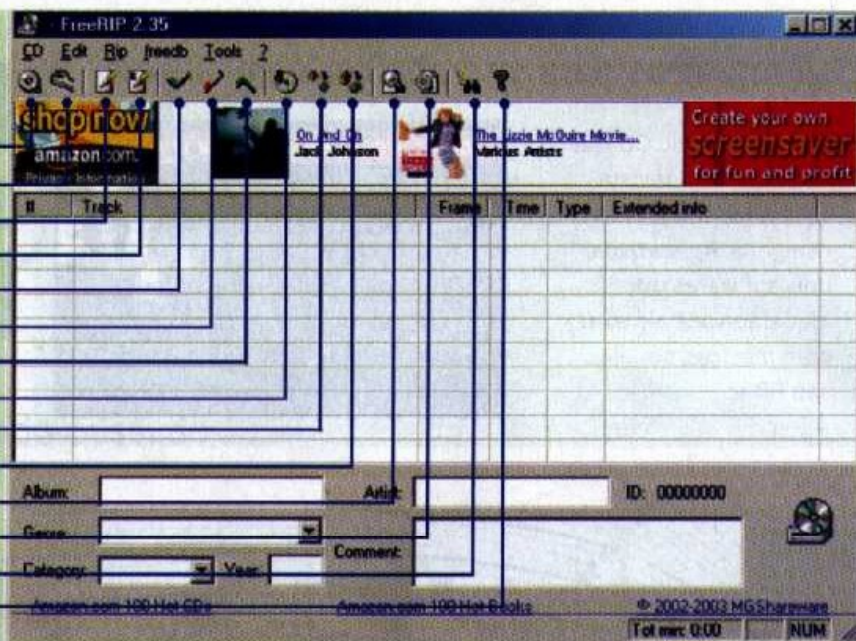 FreeRIP 2.35
CD Edit Rip freedb Tools ?
shop now
amazon.com.
Privacy Information
On And On
Jack Johnson
The Lizzie McGuire Movie...
Various Artists
Create your own
screensaver
for fun and profit
# Track Frame Time Type Extended info
Album: Artist: ID: 00000000
Genre:
Comment:
Category: Year:
Amazon.com 100 Hot CDs Amazon.com 100 Hot Books © 2002-2003 MGShareware
Tot min: 0:00 NUM